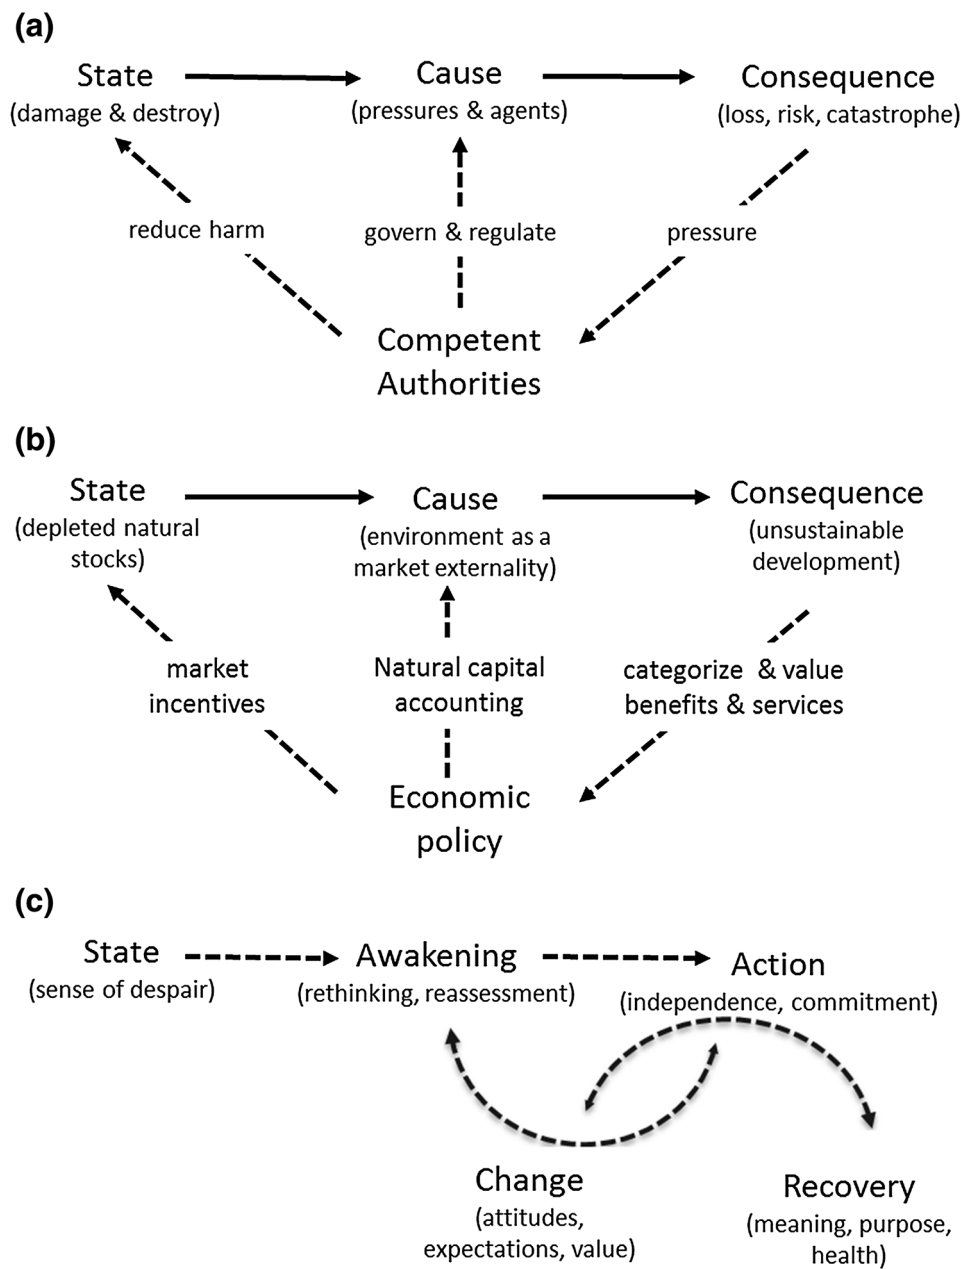 (a)
State
Cause
Consequence
(damage & destroy)
(pressures & agents)
(loss, risk, catastrophe)
reduce harm
govern & regulate
pressure
Competent
Authorities
(b)
State
Cause
Consequence
(depleted natural
stocks)
(environment as a
market externality)
(unsustainable
development)
market
incentives
Natural capital
accounting
categorize & value
benefits & services
Economic
policy
(c)
State
Awakening
Action
(sense of despair)
(rethinking, reassessment)
(independence, commitment)
Change
(attitudes,
expectations, value)
Recovery
(meaning, purpose,
health)